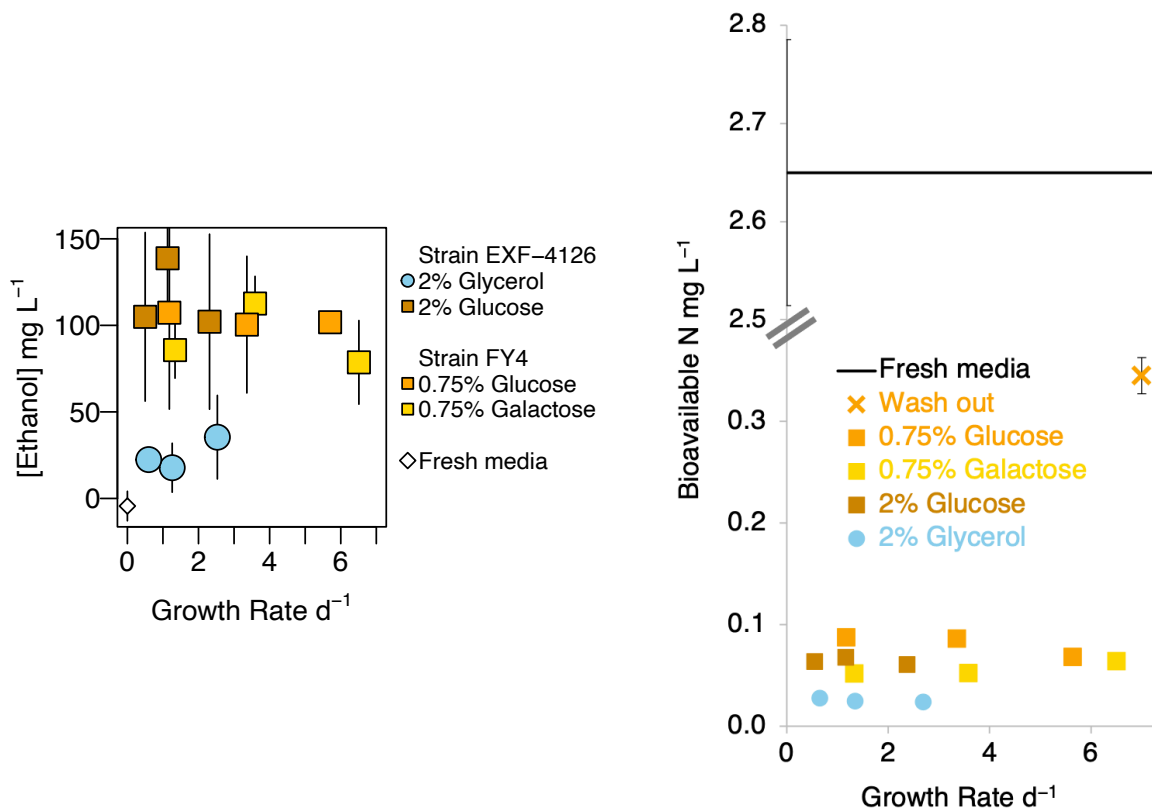 [Ethanol] mg L⁻¹
150
100
50
0
0
2
4
6
Growth Rate d⁻¹
Strain EXF−4126
2% Glycerol
2% Glucose
Strain FY4
0.75% Glucose
0.75% Galactose
Fresh media
Bioavailable N mg L⁻¹
2.8
2.7
2.6
2.5
0.3
0.2
0.1
0.0
Fresh media
Wash out
0.75% Glucose
0.75% Galactose
2% Glucose
2% Glycerol
0
2
4
6
Growth Rate d⁻¹